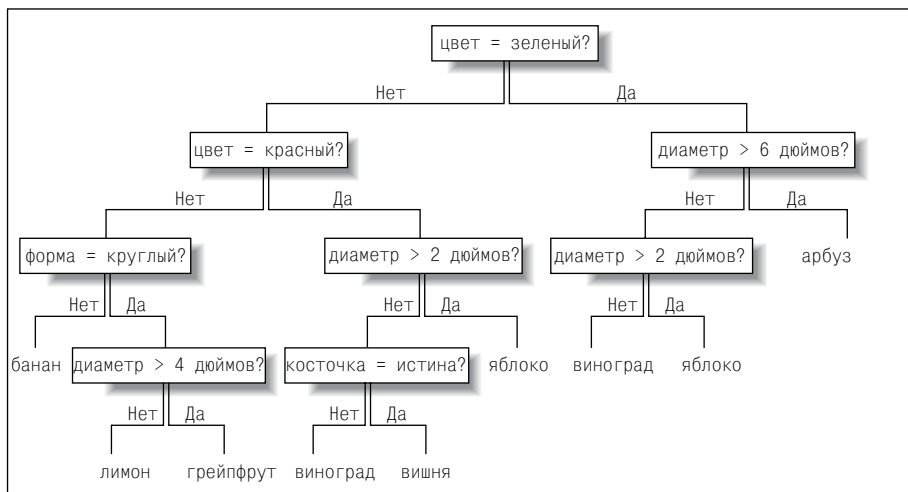 цвет = зеленый?
Нет Да
цвет = красный? диаметр > 6 дюймов?
Нет Да Нет Да
форма = круглый? диаметр > 2 дюймов? диаметр > 2 дюймов? арбуз
Нет Да Нет Да Нет Да
банан диаметр > 4 дюймов? косточка = истина? яблоко виноград яблоко
Нет Да Нет Да
лимон грейпфрут виноград вишня